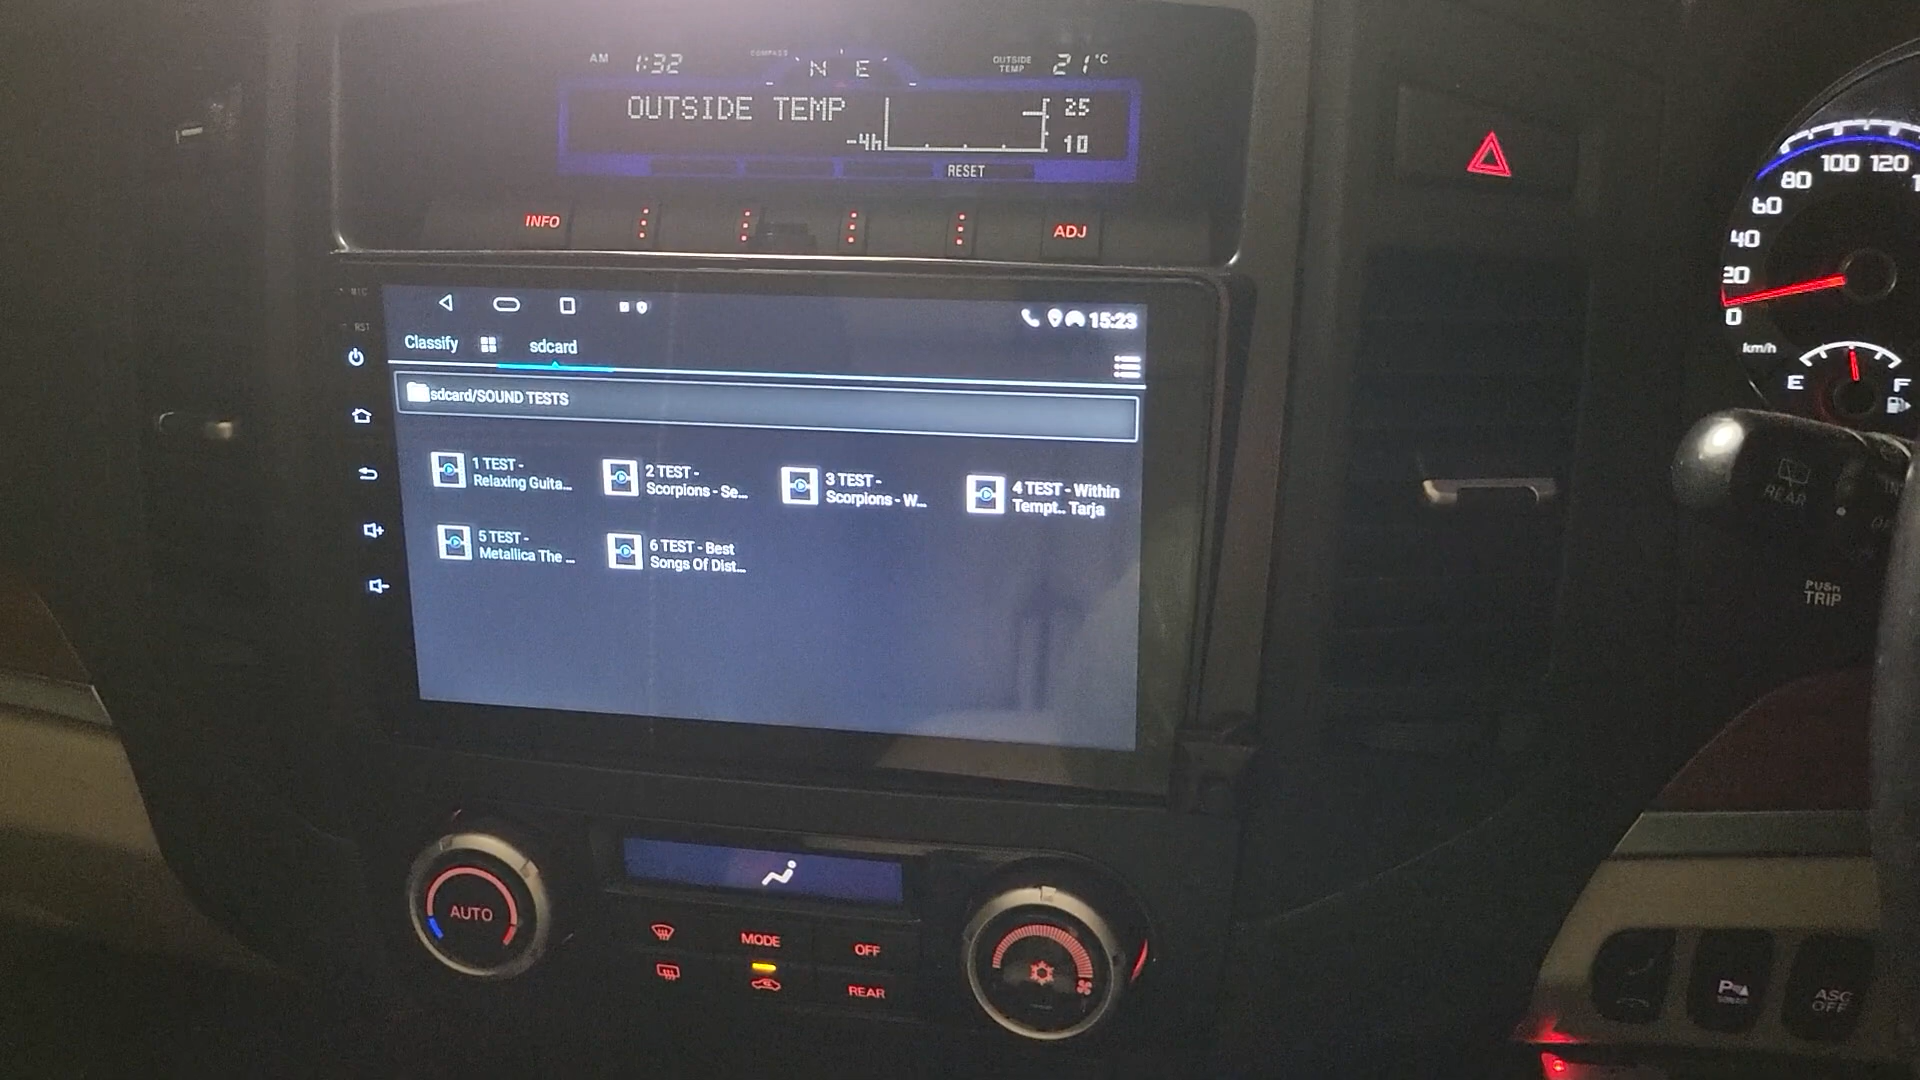 AM 1:32 COMPASS N E OUTSIDE TEMP 21°C
OUTSIDE TEMP 25
-4h 10
RESET
INFO ADJ
MIC
RST
15:23
Classify sdcard
sdcard/SOUND TESTS
1 TEST -
Relaxing Guita...
2 TEST -
Scorpions - Se...
3 TEST -
Scorpions - W...
4 TEST - Within
Tempt.. Tarja
5 TEST -
Metallica The ...
6 TEST - Best
Songs Of Dist...
AUTO
MODE
OFF
REAR
100 120
80
60
40
20
0
km/h
E F
REAR
PUSH
TRIP
P
SONAR
ASC
OFF